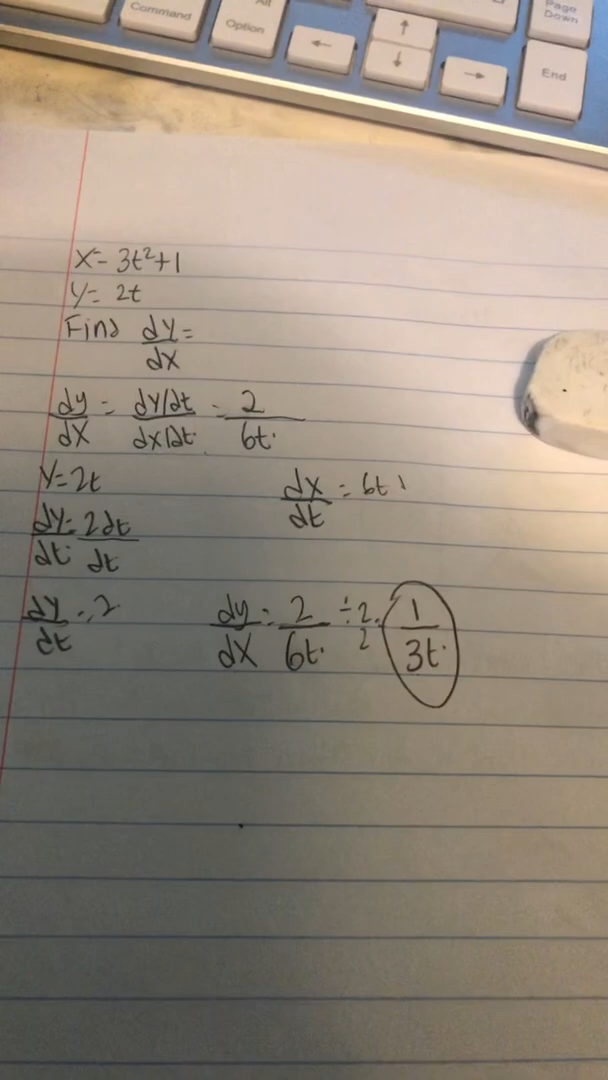 Alt
Command
Option
Page Down
←
↑
↓
→
End
x = 3t²+1
y = 2t
Find dy/dx =
dy/dx = (dy/dt)/(dx/dt) = 2/6t
y = 2t
dx/dt = 6t
dy/dt = 2dt/dt
dy/dt = 2
dy/dx = 2/6t ÷ 2/2 = 1/3t